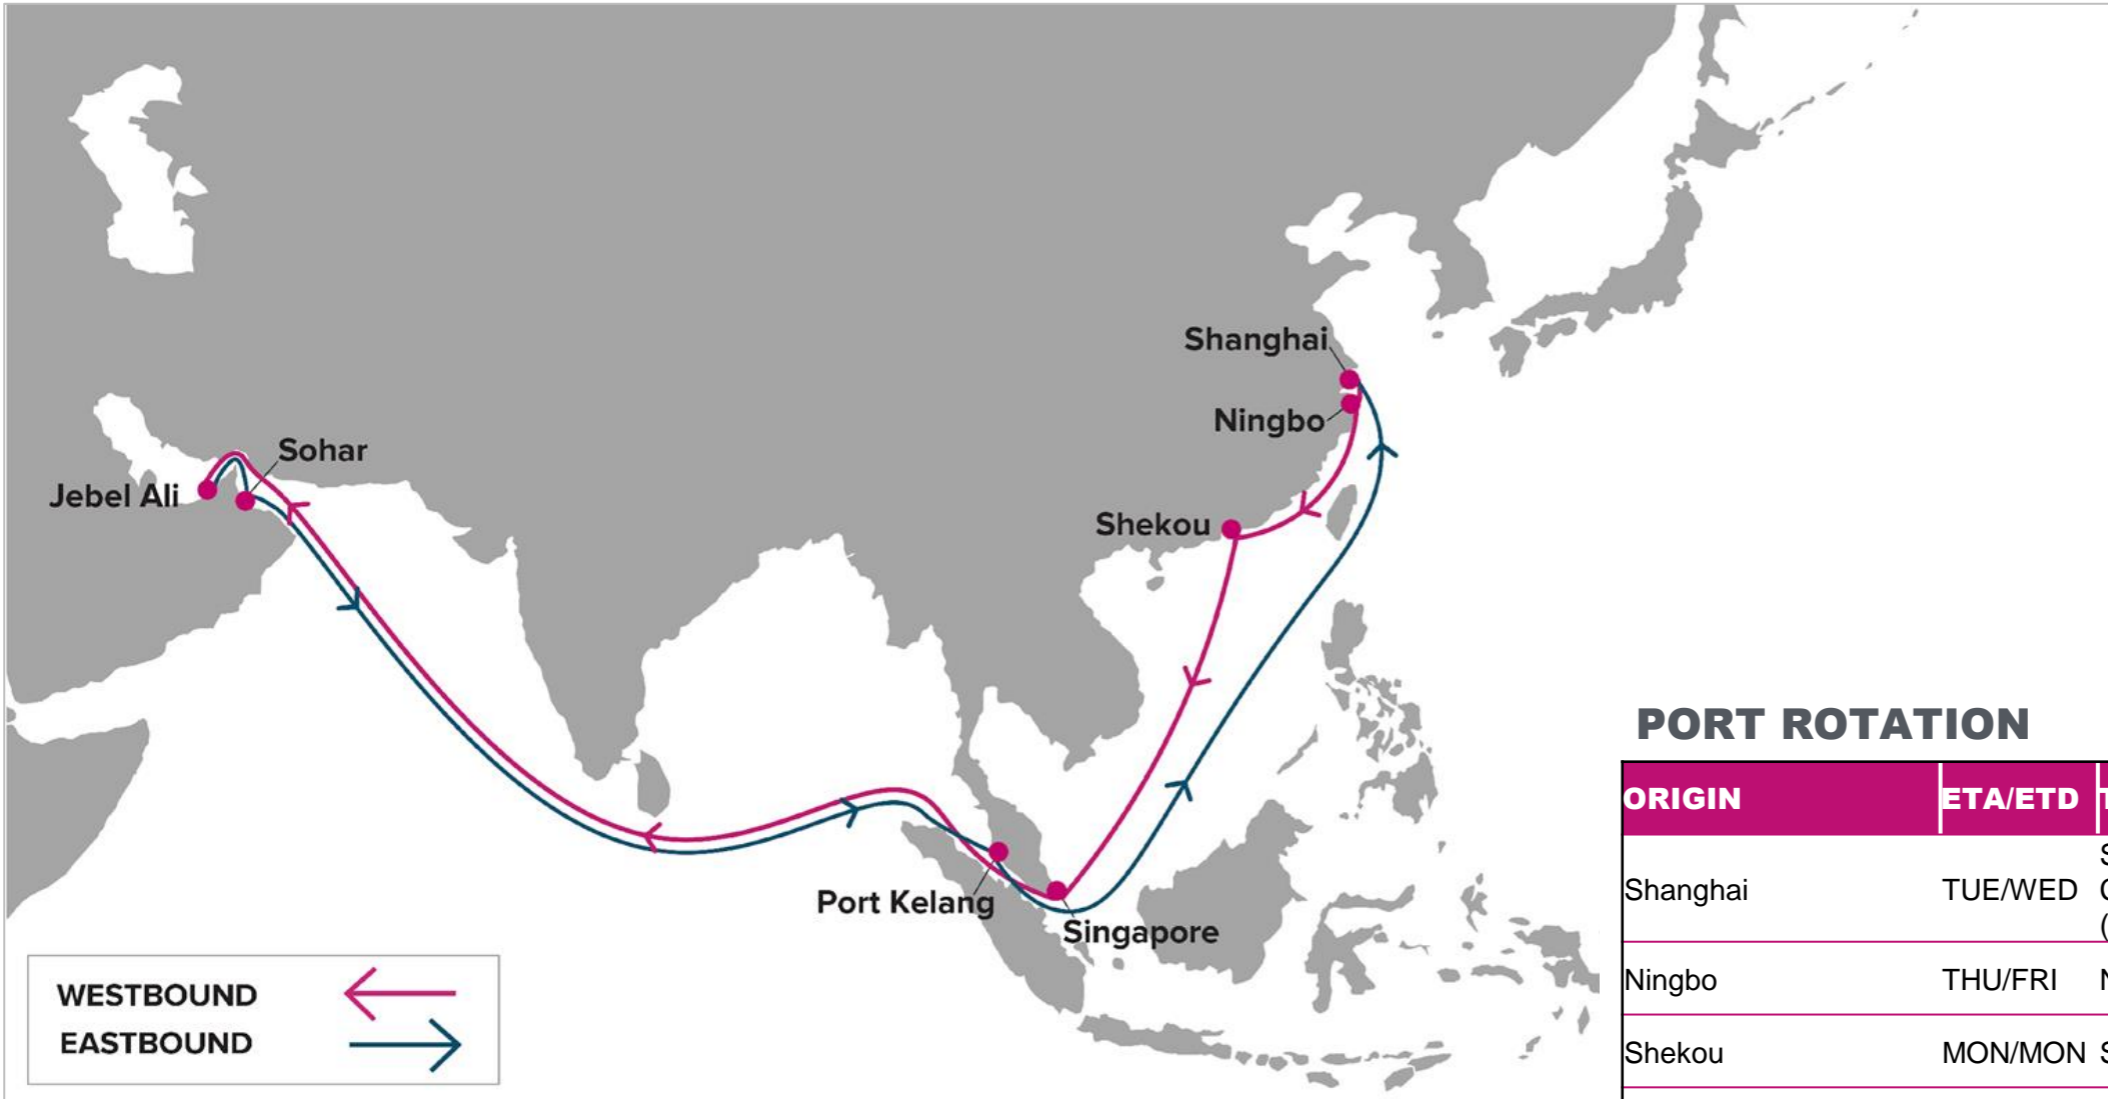 Shanghai
Ningbo
Sohar
Jebel Ali
Shekou
Port Kelang
Singapore
WESTBOUND
EASTBOUND
PORT ROTATION
ORIGIN ETA/ETD
Shanghai TUE/WED
Ningbo THU/FRI
Shekou MON/MON